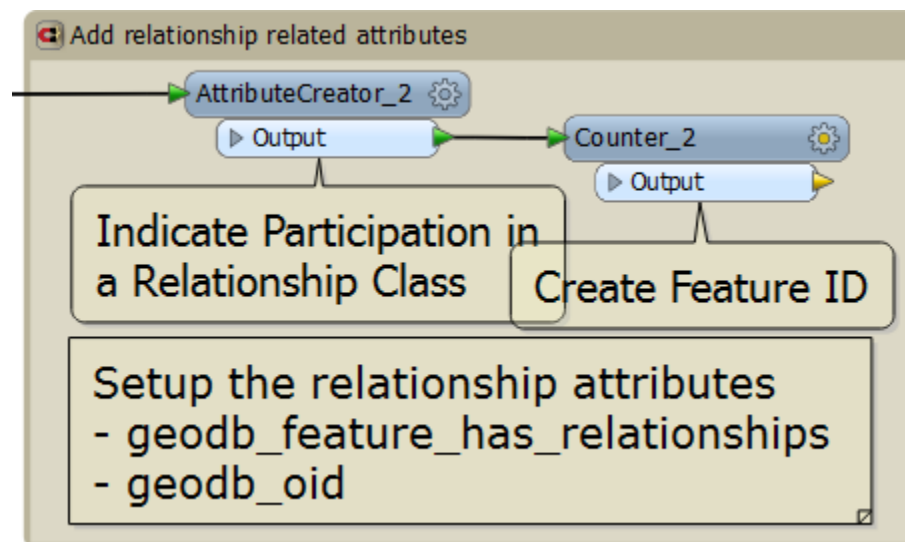 Add relationship related attributes
AttributeCreator_2
Output
Counter_2
Output
Indicate Participation in
a Relationship Class
Create Feature ID
Setup the relationship attributes
- geodb_feature_has_relationships
- geodb_oid